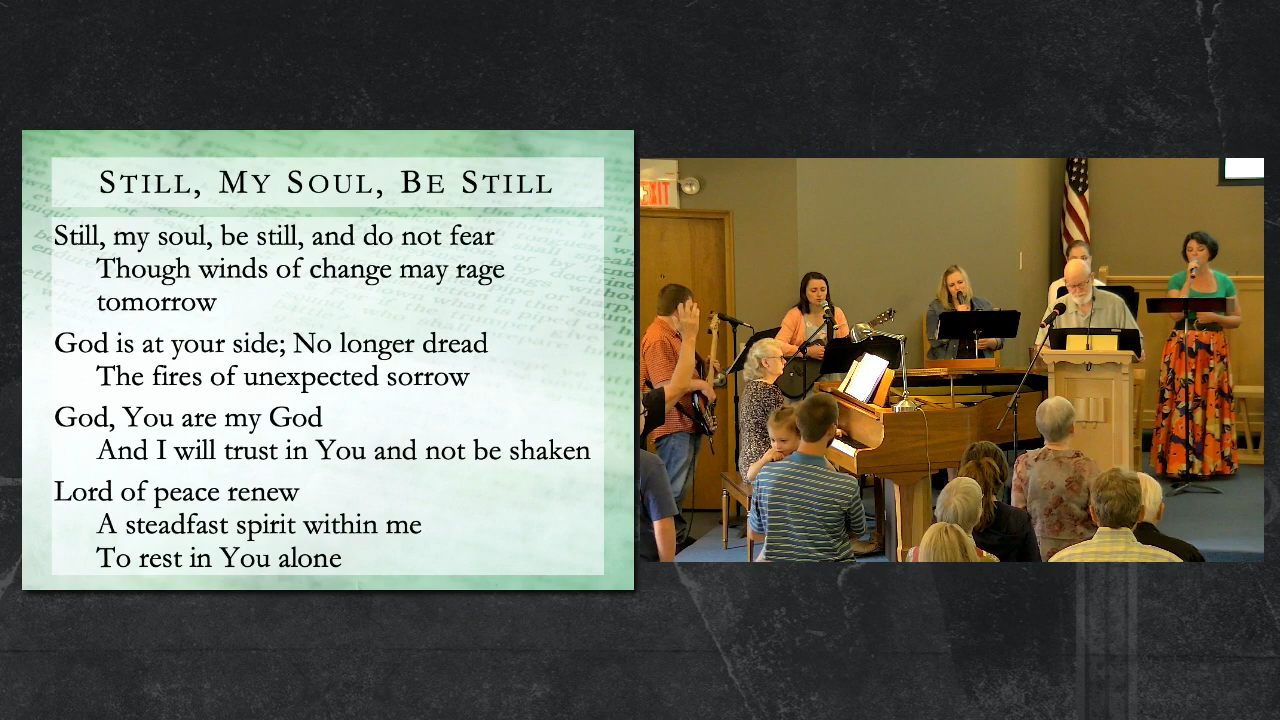 STILL, MY SOUL, BE STILL
Still, my soul, be still, and do not fear
Though winds of change may rage
tomorrow
God is at your side; No longer dread
The fires of unexpected sorrow
God, You are my God
And I will trust in You and not be shaken
Lord of peace renew
A steadfast spirit within me
To rest in You alone
EXIT